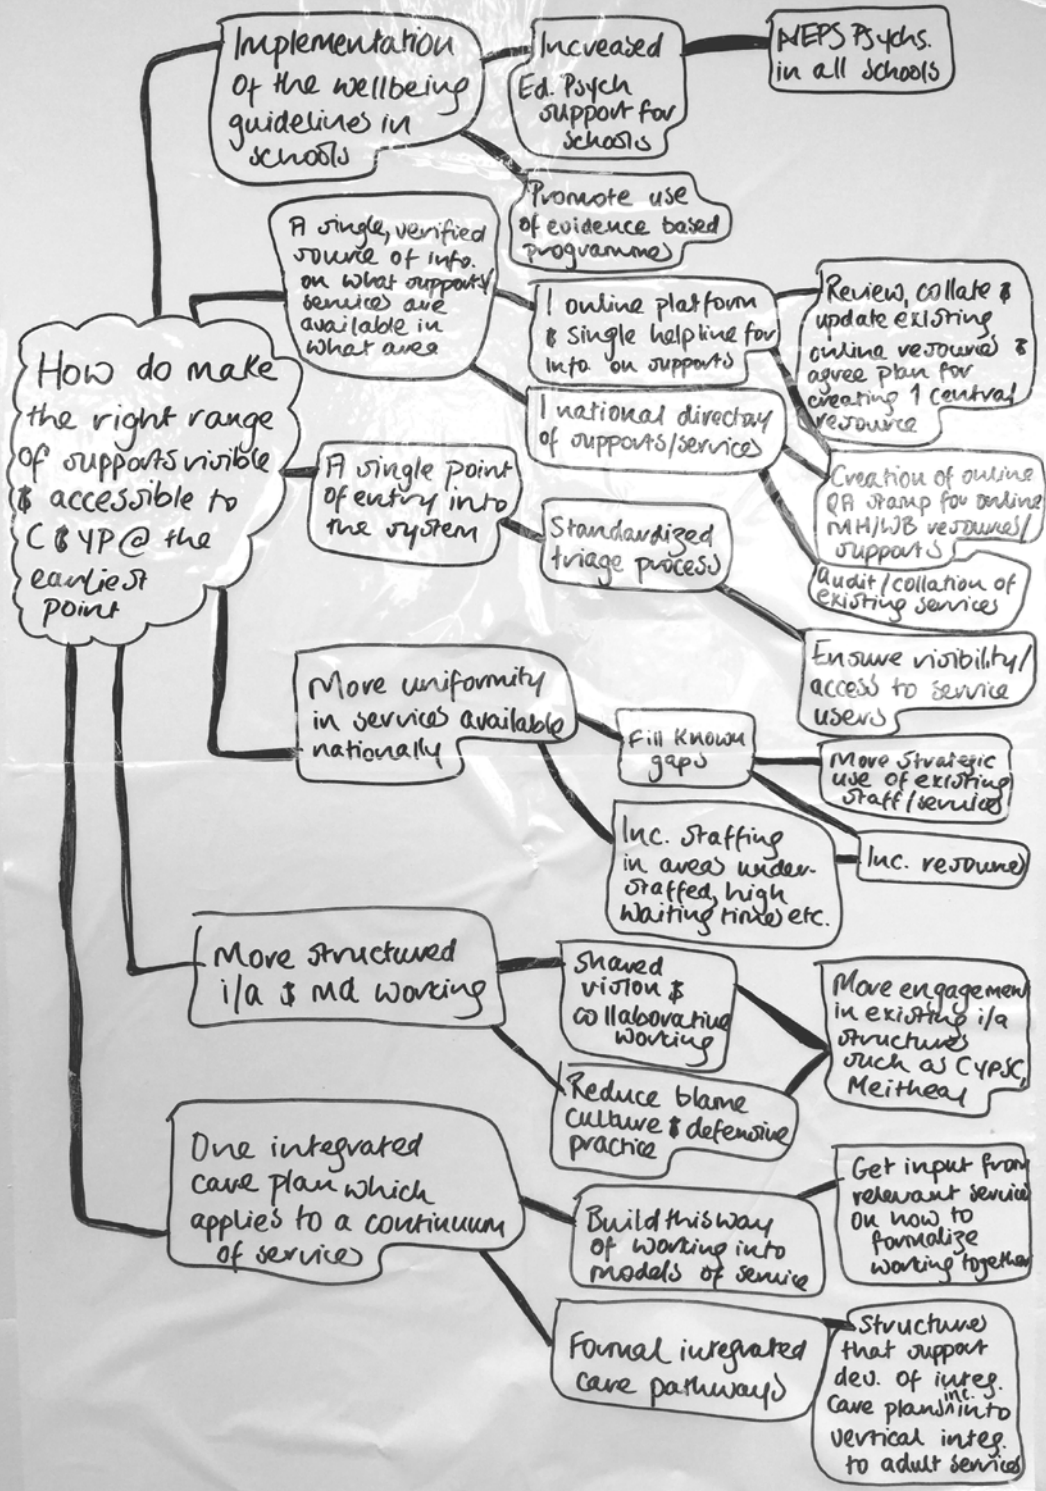 Implementation
of the wellbeing
guidelines in
schools
Increased
Ed. Psych
support for
schools
NEPS Psychs.
in all schools
Promote use
of evidence based
programmes
A single, verified
source of info.
on what supports/
services are
available in
what area
1 online platform
& single helpline for
info. on supports
Review, collate &
update existing
online resources &
agree plan for
creating 1 central
resource
1 national directory
of supports/services
Creation of online
QA stamp for online
MH/WB resources/
supports
Audit/collation of
existing services
How do make
the right range
of supports visible
& accessible to
C & YP @ the
earliest
point
A single point
of entry into
the system
Standardized
triage process
Ensure visibility/
access to service
users
More uniformity
in services available
nationally
Fill known
gaps
More strategic
use of existing
staff/services
Inc. staffing
in areas under-
staffed, high
waiting times etc.
Inc. resources
More structured
i/a & md working
Shared
vision &
collaborative
working
More engagement
in existing i/a
structures
such as CYPSC,
Meitheal
Reduce blame
culture & defensive
practice
One integrated
care plan which
applies to a continuum
of services
Build this way
of working into
models of service
Get input from
relevant service
on how to
formalize
working together
Formal integrated
care pathways
Structures
that support
dev. of integ.
care plans inc. into
vertical integ.
to adult services